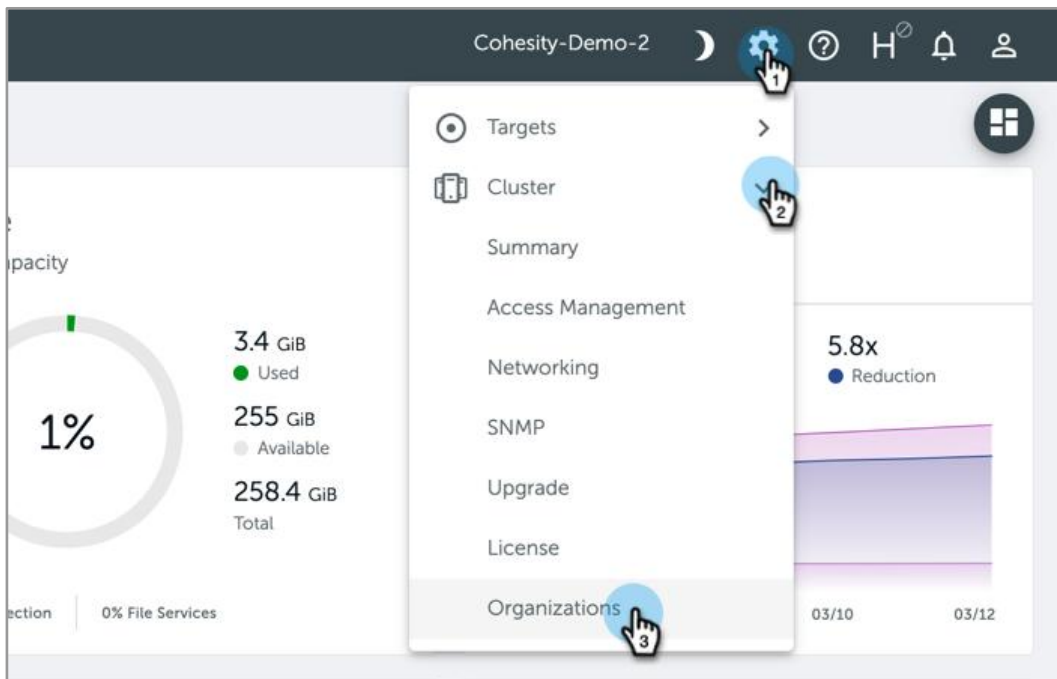 Cohesity-Demo-2
H
1
Targets
Cluster
2
Summary
Access Management
Networking
SNMP
Upgrade
License
Organizations
3
e
apacity
1%
3.4 GiB
Used
255 GiB
Available
258.4 GiB
Total
ection
0% File Services
5.8x
Reduction
03/10
03/12